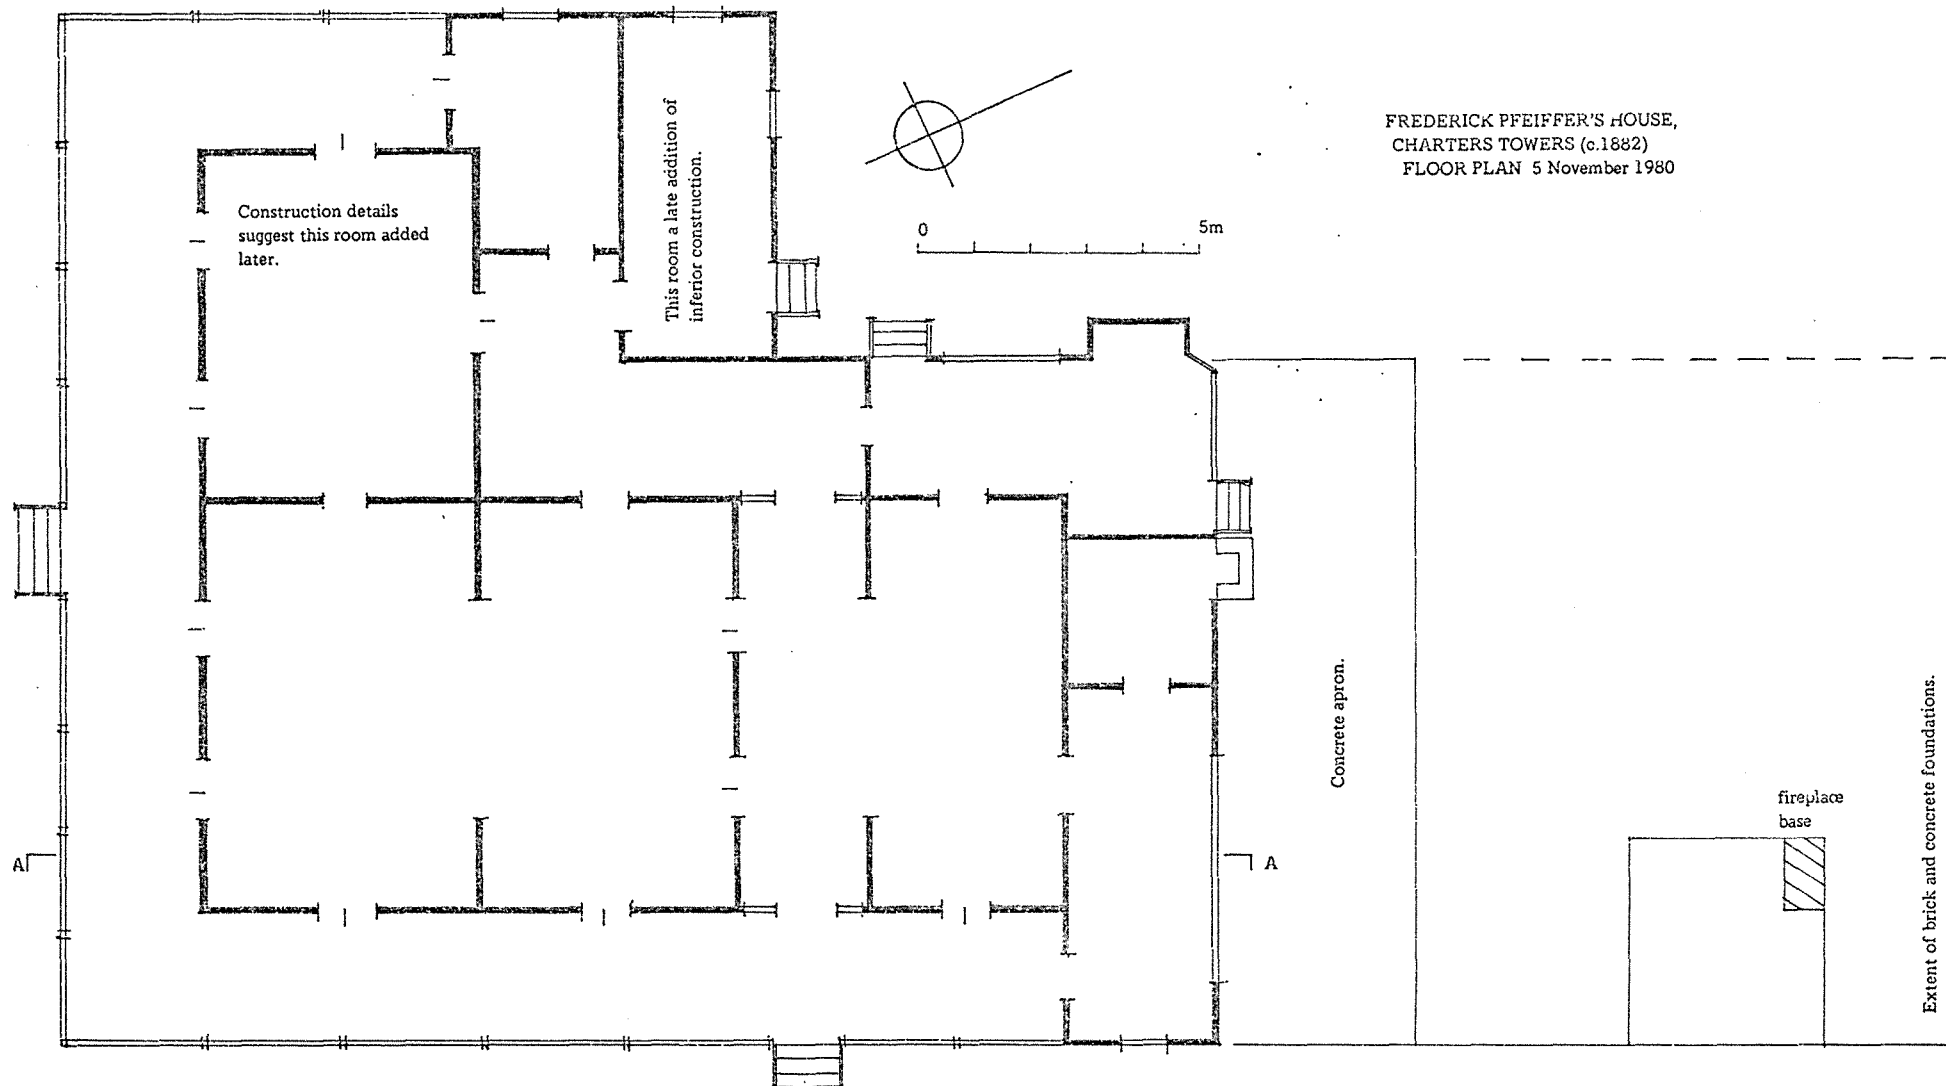 FREDERICK PFEIFFER'S HOUSE,
CHARTERS TOWERS (c.1882)
FLOOR PLAN 5 November 1980
0 5m
Construction details
suggest this room added
later.
This room a late addition of
inferior construction.
Concrete apron.
fireplace
base
Extent of brick and concrete foundations.
A
A